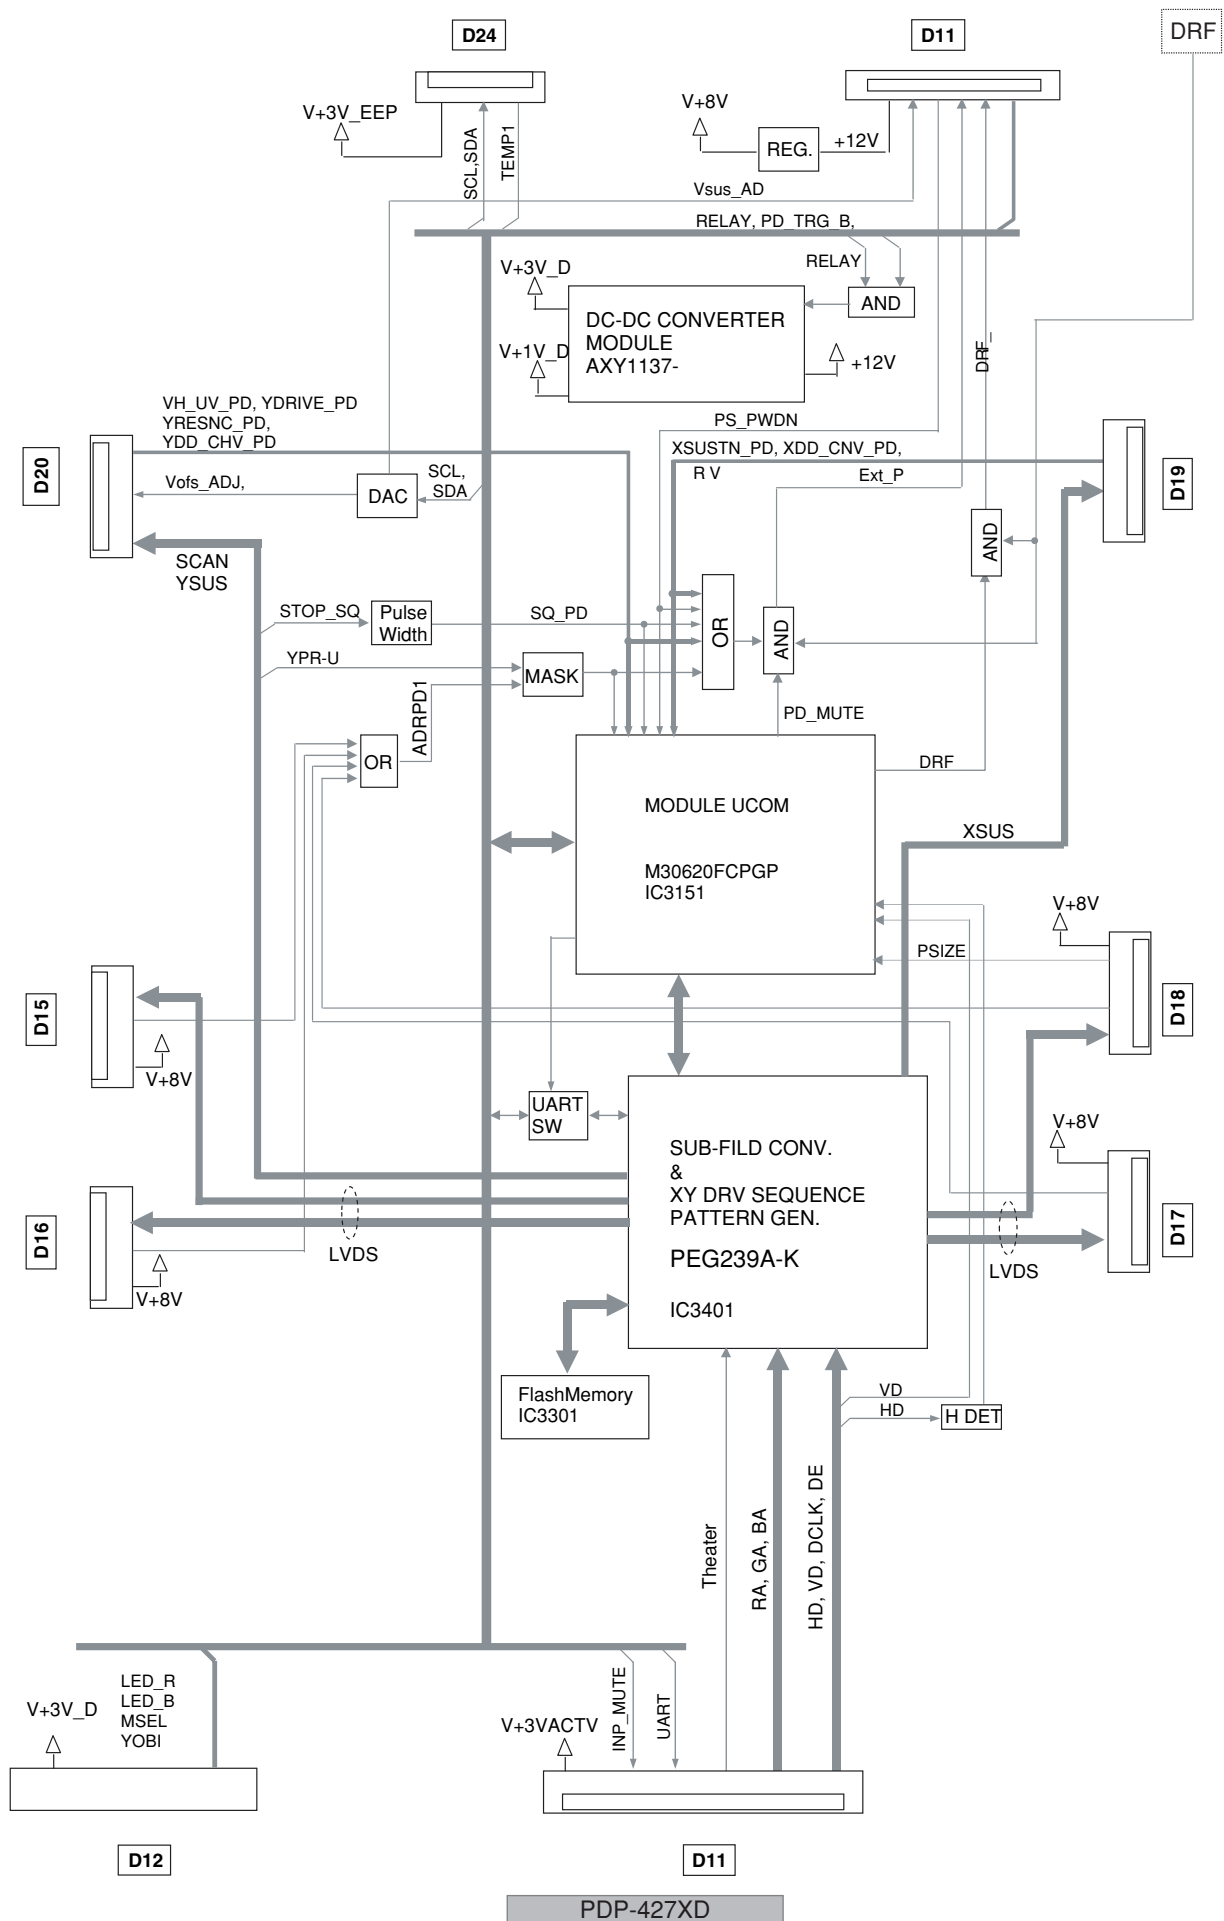 D24
D11
DRF
V+3V_EEP
SCL,SDA
TEMP1
V+8V
REG.
+12V
Vsus_AD
RELAY, PD_TRG_B,
RELAY
AND
V+3V_D
V+1V_D
DC-DC CONVERTER
MODULE
AXY1137-
+12V
DRF_
VH_UV_PD, YDRIVE_PD
YRESNC_PD,
YDD_CHV_PD
D20
Vofs_ADJ,
DAC
SCL,
SDA
PS_PWDN
XSUSTN_PD, XDD_CNV_PD,
R V
Ext_P
D19
AND
SCAN
YSUS
STOP_SQ
Pulse
Width
SQ_PD
OR
AND
YPR-U
MASK
ADRPD1
OR
PD_MUTE
DRF
MODULE UCOM
M30620FCPGP
IC3151
XSUS
V+8V
PSIZE
D18
D15
V+8V
UART
SW
SUB-FILD CONV.
&
XY DRV SEQUENCE
PATTERN GEN.
PEG239A-K
IC3401
V+8V
D17
D16
V+8V
LVDS
LVDS
FlashMemory
IC3301
VD
HD
H DET
Theater
RA, GA, BA
HD, VD, DCLK, DE
LED_R
LED_B
MSEL
YOBI
V+3V_D
INP_MUTE
UART
V+3VACTV
D12
D11
PDP-427XD